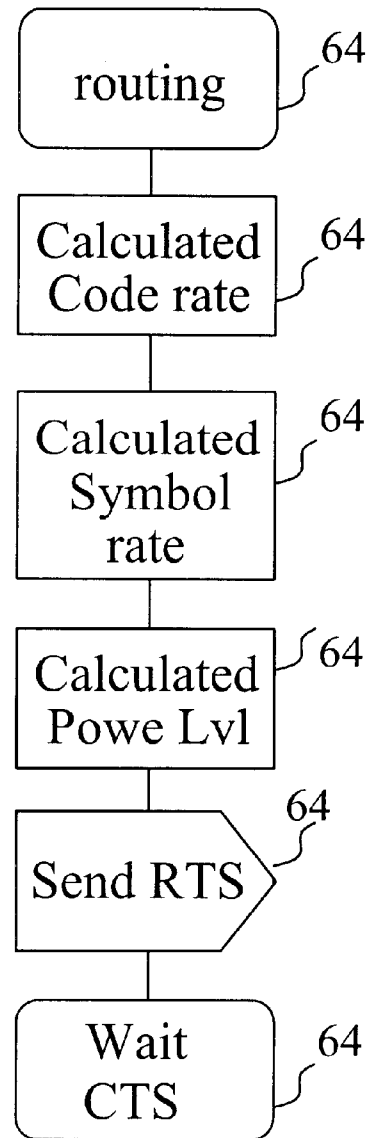 routing
64
Calculated
Code rate
64
Calculated
Symbol
rate
64
Calculated
Powe Lvl
64
Send RTS
64
Wait
CTS
64